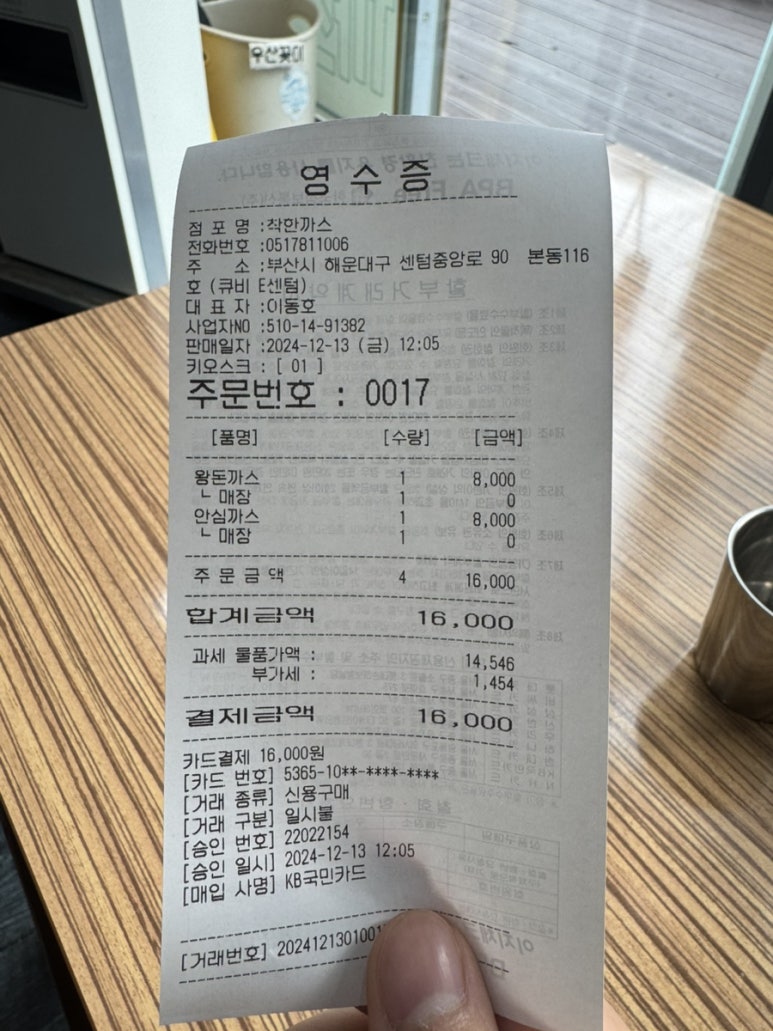 우산꽂이
영수증
점 포 명 :착한까스
전화번호 :0517811006
주 소 :부산시 해운대구 센텀중앙로 90 본동116
호 (큐비 E센텀)
대 표 자 :이동호
사업자NO :510-14-91382
판매일자 :2024-12-13 (금) 12:05
키오스크 : [ 01 ]
주문번호 : 0017
[품명] [수량] [금액]
왕돈까스 1 8,000
└ 매장 1 0
안심까스 1 8,000
└ 매장 1 0
주 문 금 액 4 16,000
합계금액 16,000
과세 물품가액 : 14,546
부가세 : 1,454
결제금액 16,000
카드결제 16,000원
[카드 번호] 5365-10**-****-****
[거래 종류] 신용구매
[거래 구분] 일시불
[승인 번호] 22022154
[승인 일시] 2024-12-13 12:05
[매입 사명] KB국민카드
[거래번호]